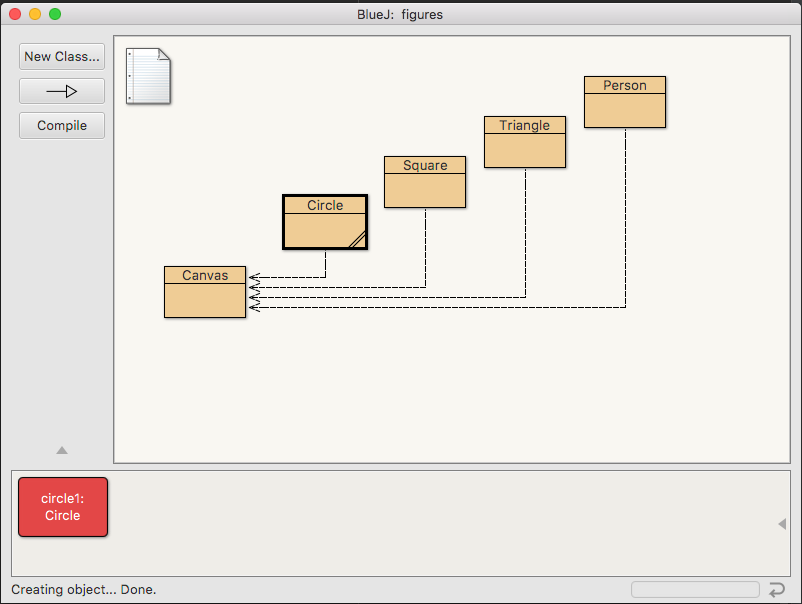 BlueJ:  figures
New Class...
Compile
Person
Triangle
Square
Circle
Canvas
circle1:
Circle
Creating object... Done.